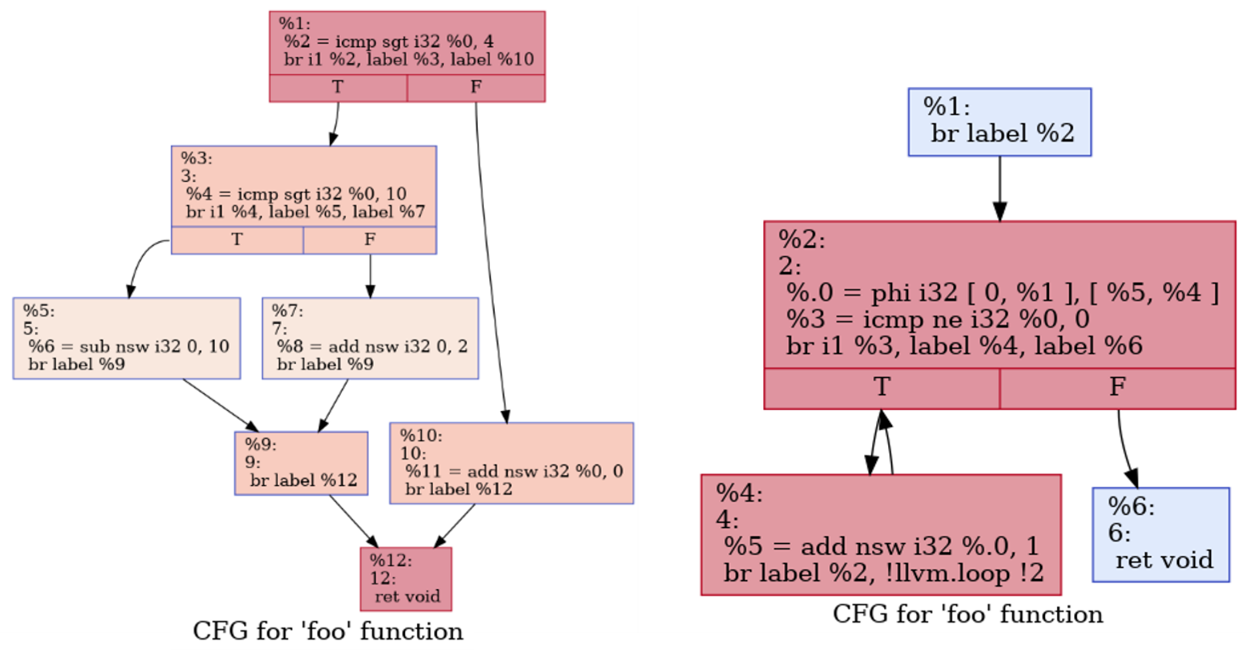 %1:
%2 = icmp sgt i32 %0, 4
br i1 %2, label %3, label %10
T
F
%3:
3:
%4 = icmp sgt i32 %0, 10
br i1 %4, label %5, label %7
T
F
%5:
5:
%6 = sub nsw i32 0, 10
br label %9
%7:
7:
%8 = add nsw i32 0, 2
br label %9
%9:
9:
br label %12
%10:
10:
%11 = add nsw i32 %0, 0
br label %12
%12:
12:
ret void
CFG for 'foo' function
%1:
br label %2
%2:
2:
%.0 = phi i32 [ 0, %1 ], [ %5, %4 ]
%3 = icmp ne i32 %0, 0
br i1 %3, label %4, label %6
T
F
%4:
4:
%5 = add nsw i32 %.0, 1
br label %2, !llvm.loop !2
%6:
6:
ret void
CFG for 'foo' function